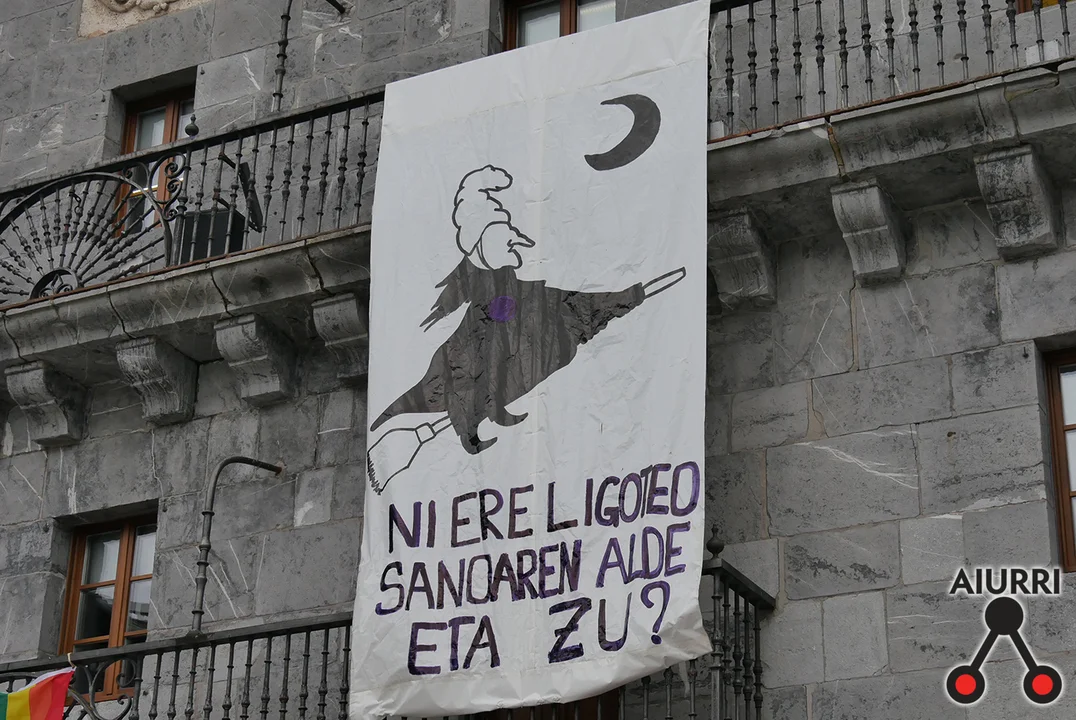 NI ERE LIGOTEO
SANOAREN ALDE
ETA ZU?
AIURRI